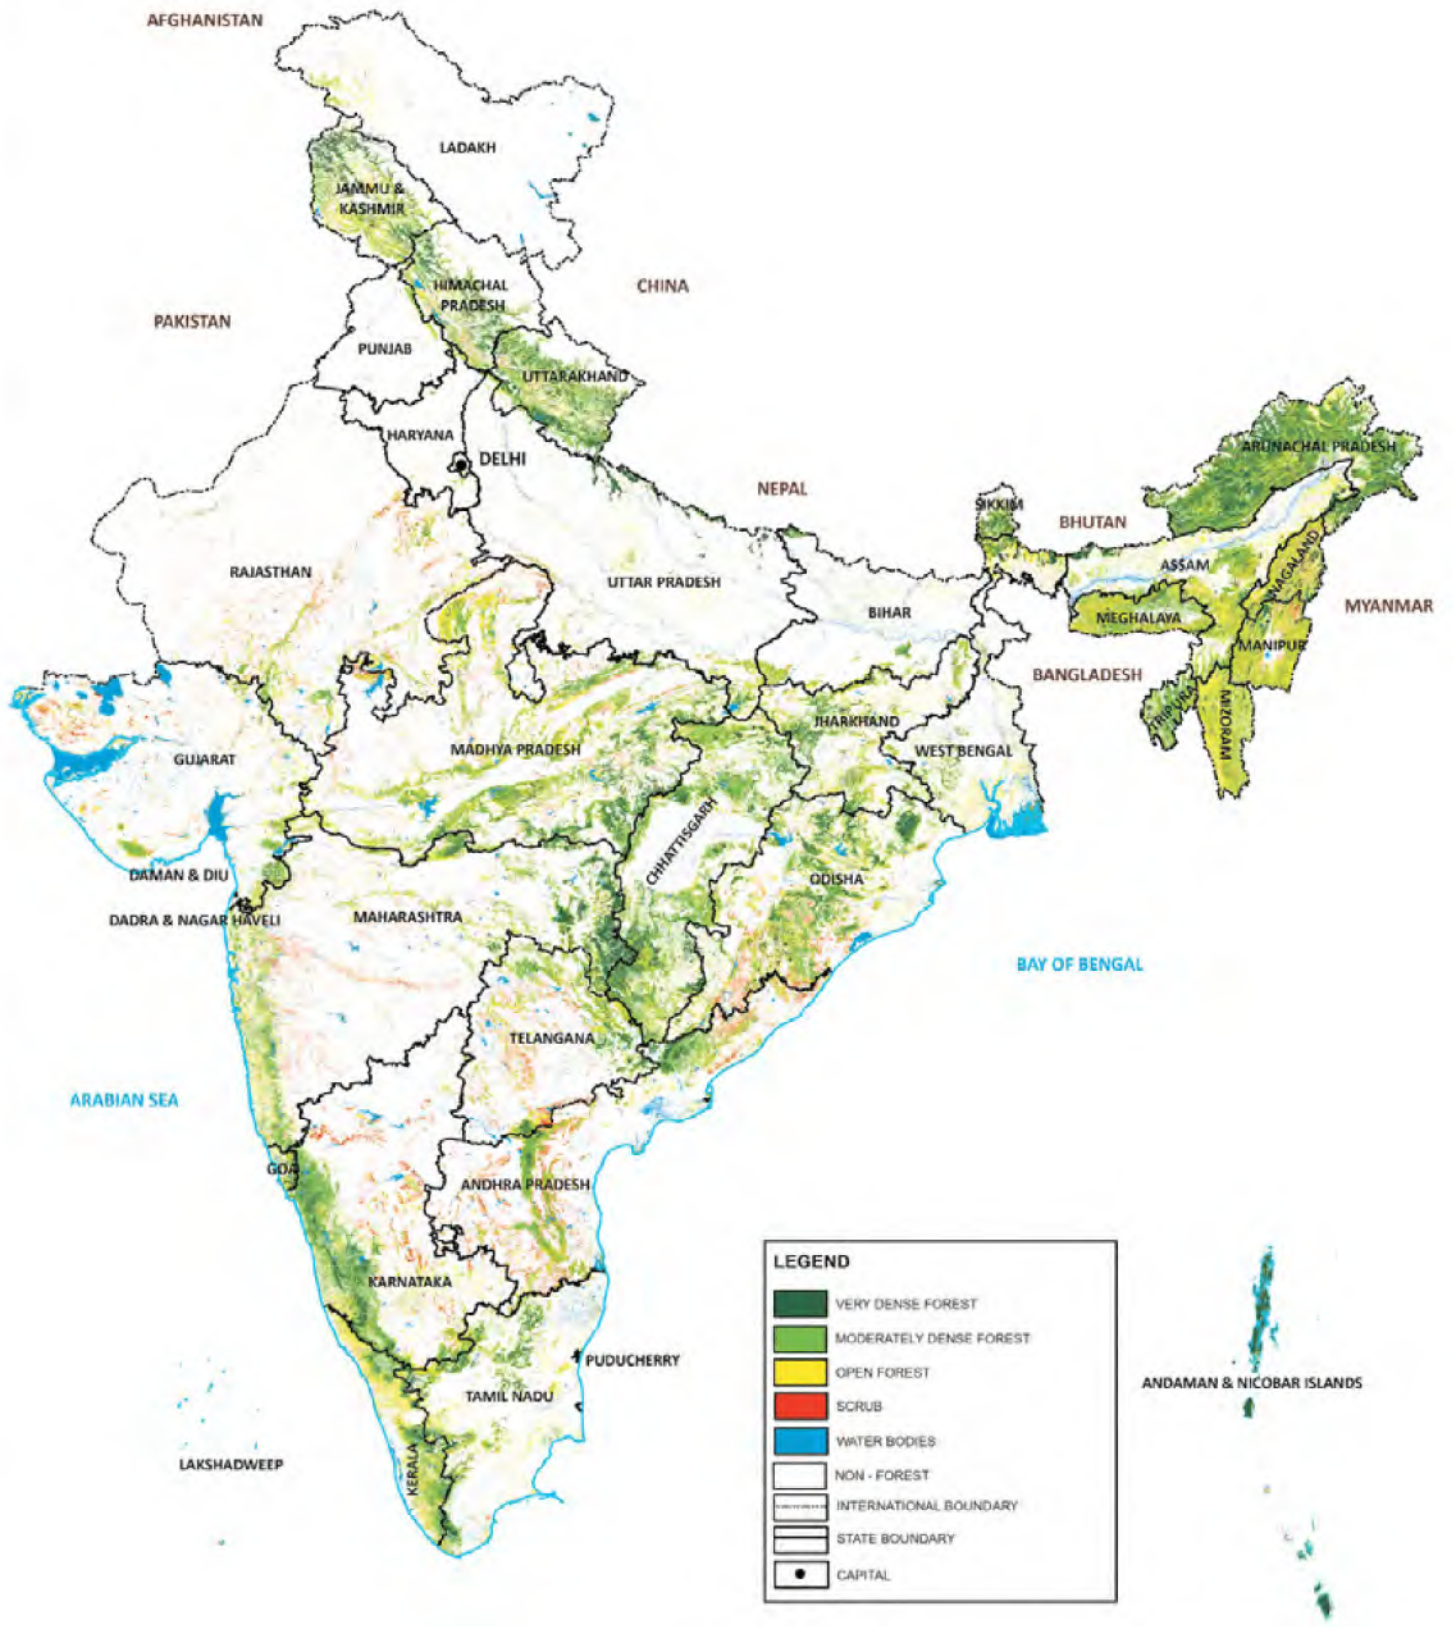 AFGHANISTAN
LADAKH
JAMMU &
KASHMIR
CHINA
HIMACHAL
PRADESH
PAKISTAN
PUNJAB
UTTARAKHAND
HARYANA
DELHI
ARUNACHAL PRADESH
NEPAL
SIKKIM
BHUTAN
RAJASTHAN
UTTAR PRADESH
ASSAM
NAGALAND
MYANMAR
BIHAR
MEGHALAYA
MANIPUR
BANGLADESH
TRIPURA
MIZORAM
JHARKHAND
GUJARAT
MADHYA PRADESH
WEST BENGAL
CHHATTISGARH
DAMAN & DIU
ODISHA
DADRA & NAGAR HAVELI
MAHARASHTRA
BAY OF BENGAL
TELANGANA
ARABIAN SEA
GOA
ANDHRA PRADESH
KARNATAKA
PUDUCHERRY
TAMIL NADU
LAKSHADWEEP
KERALA
ANDAMAN & NICOBAR ISLANDS
LEGEND
VERY DENSE FOREST
MODERATELY DENSE FOREST
OPEN FOREST
SCRUB
WATER BODIES
NON - FOREST
INTERNATIONAL BOUNDARY
STATE BOUNDARY
CAPITAL